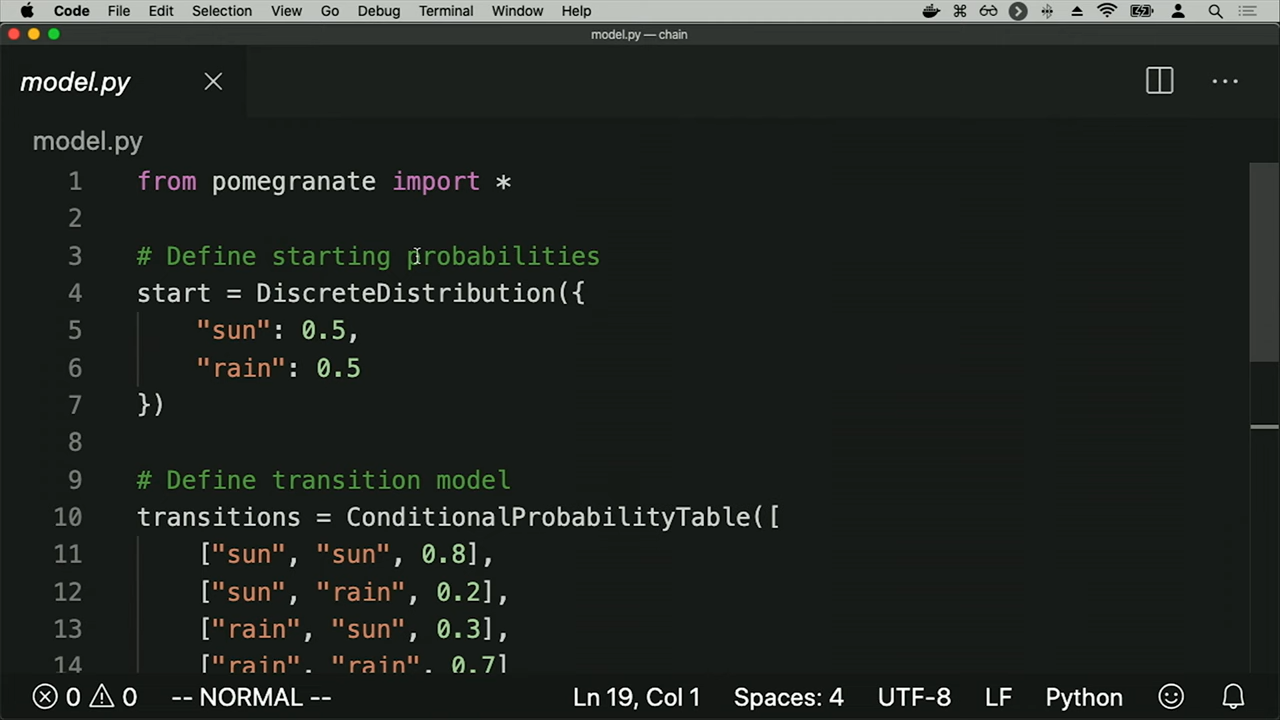 Code File Edit Selection View Go Debug Terminal Window Help
model.py — chain
model.py
model.py
1 from pomegranate import *
2
3 # Define starting probabilities
4 start = DiscreteDistribution({
5 "sun": 0.5,
6 "rain": 0.5
7 })
8
9 # Define transition model
10 transitions = ConditionalProbabilityTable([
11 ["sun", "sun", 0.8],
12 ["sun", "rain", 0.2],
13 ["rain", "sun", 0.3],
14 ["rain", "rain", 0.7]
0 0 -- NORMAL -- Ln 19, Col 1 Spaces: 4 UTF-8 LF Python